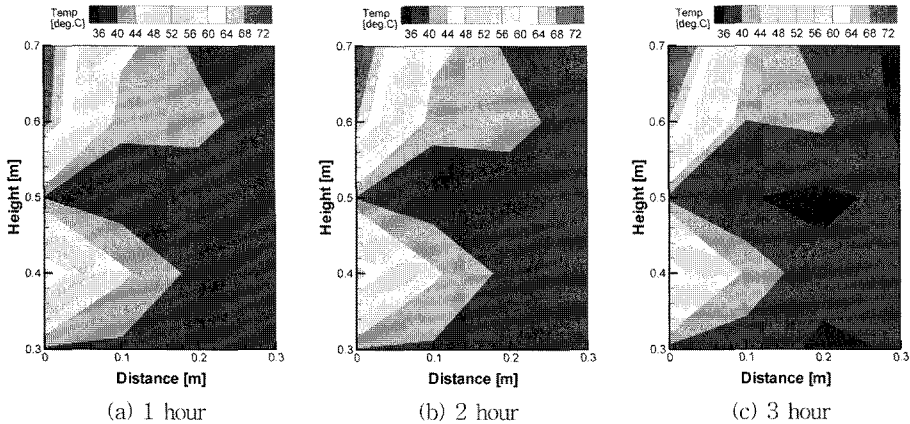 Temp
[deg.C]
36 40 44 48 52 56 60 64 68 72
0.7
0.6
0.5
0.4
0.3
Height [m]
0 0.1 0.2 0.3
Distance [m]
(a) 1 hour
Temp
[deg.C]
36 40 44 48 52 56 60 64 68 72
0.7
0.6
0.5
0.4
0.3
Height [m]
0 0.1 0.2 0.3
Distance [m]
(b) 2 hour
Temp
[deg.C]
36 40 44 48 52 56 60 64 68 72
0.7
0.6
0.5
0.4
0.3
Height [m]
0 0.1 0.2 0.3
Distance [m]
(c) 3 hour